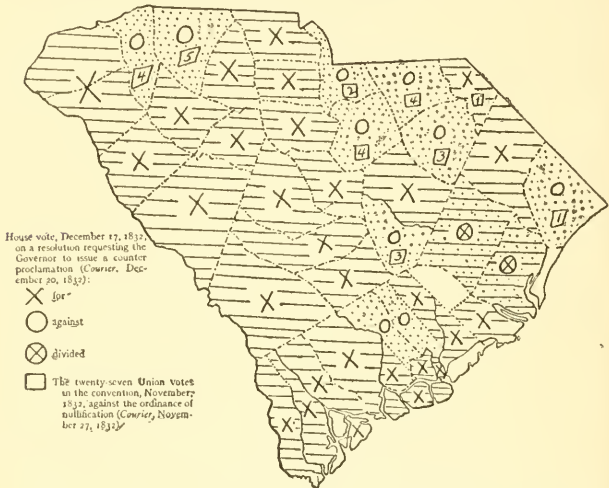 4
5
2
4
1
4
3
1
3
House vote, December 17, 1832,
on a resolution requesting the
Governor to issue a counter
proclamation (Courier, Dec-
ember 20, 1832):
for
against
divided
The twenty-seven Union votes
in the convention, November,
1832, against the ordinance of
nullification (Courier, Novem-
ber 27, 1832)